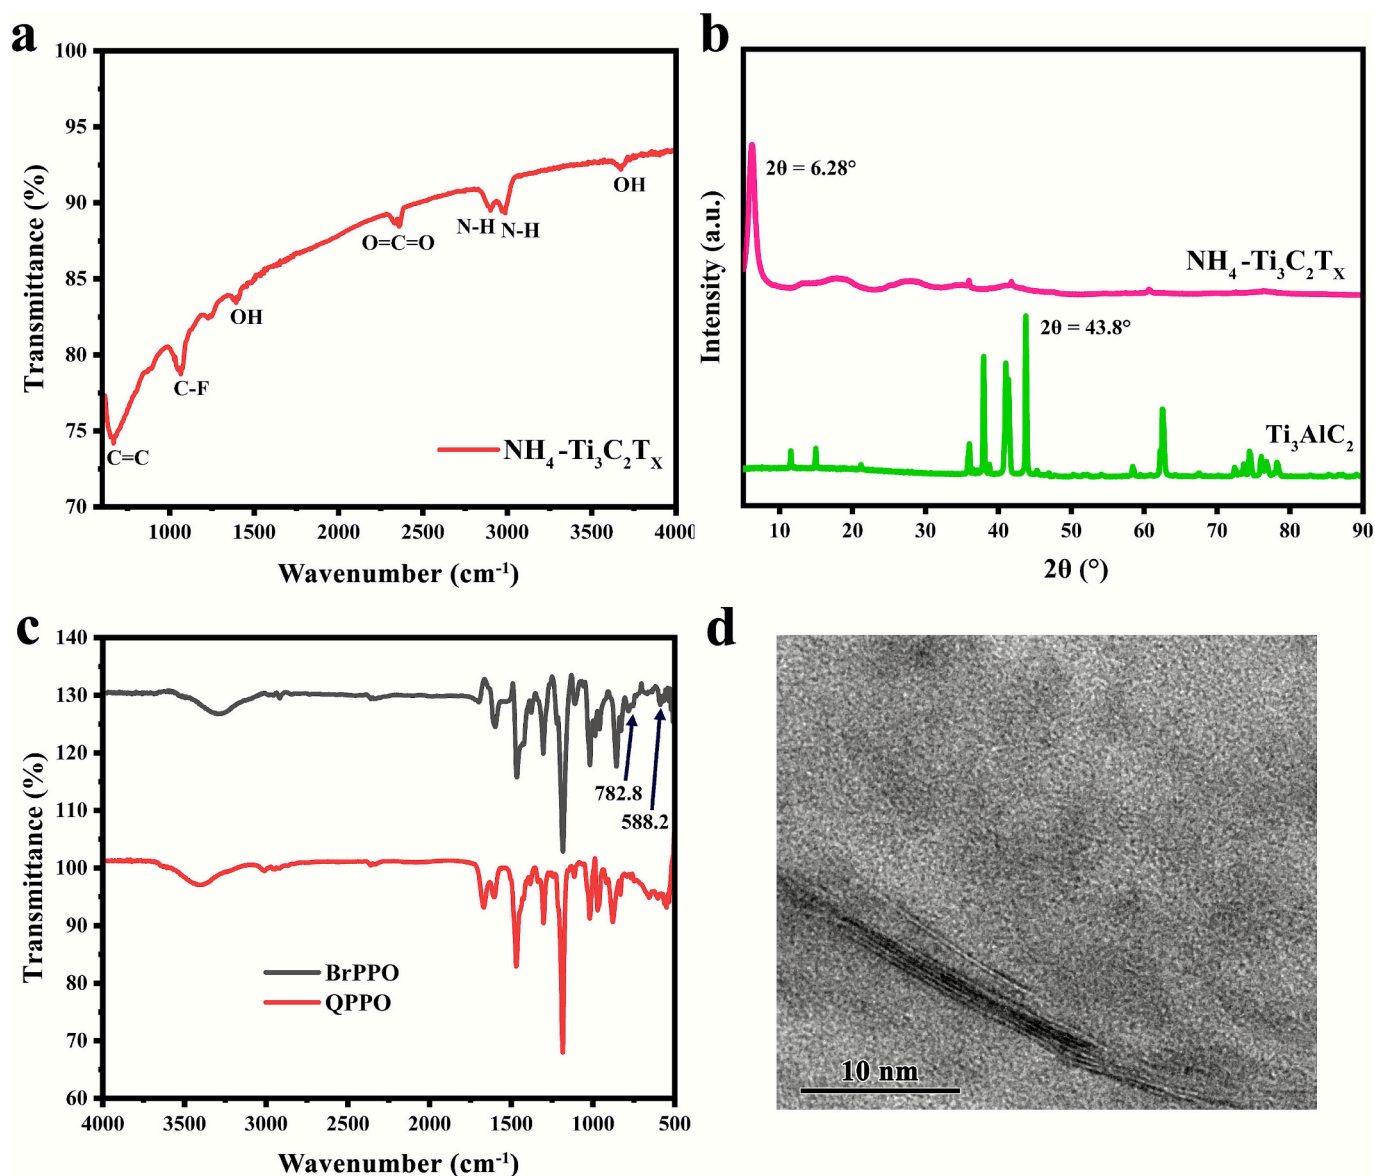 a
100
95
90
85
80
75
70
Transmittance (%)
C=C
C-F
OH
O=C=O
N-H
N-H
OH
NH₄-Ti₃C₂Tₓ
1000
1500
2000
2500
3000
3500
4000
Wavenumber (cm⁻¹)
b
Intensity (a.u.)
2θ = 6.28°
NH₄-Ti₃C₂Tₓ
2θ = 43.8°
Ti₃AlC₂
10
20
30
40
50
60
70
80
90
2θ (°)
c
140
130
120
110
100
90
80
70
60
Transmittance (%)
782.8
588.2
BrPPO
QPPO
4000
3500
3000
2500
2000
1500
1000
500
Wavenumber (cm⁻¹)
d
10 nm